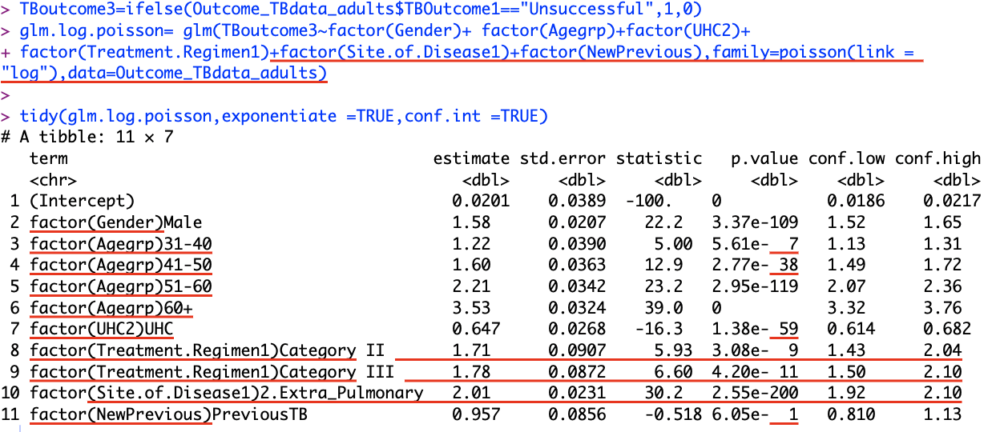 > TBoutcome3=ifelse(Outcome_TBdata_adults$TBOutcome1=="Unsuccessful",1,0)
> glm.log.poisson= glm(TBoutcome3~factor(Gender)+ factor(Agegrp)+factor(UHC2)+
+ factor(Treatment.Regimen1)+factor(Site.of.Disease1)+factor(NewPrevious),family=poisson(link =
"log"),data=Outcome_TBdata_adults)
>
> tidy(glm.log.poisson,exponentiate =TRUE,conf.int =TRUE)
# A tibble: 11 × 7
   term                                    estimate std.error statistic   p.value conf.low conf.high
   <chr>                                      <dbl>     <dbl>     <dbl>     <dbl>    <dbl>     <dbl>
 1 (Intercept)                               0.0201    0.0389  -100.    0           0.0186    0.0217
 2 factor(Gender)Male                        1.58      0.0207    22.2   3.37e-109   1.52      1.65
 3 factor(Agegrp)31-40                       1.22      0.0390     5.00  5.61e-  7   1.13      1.31
 4 factor(Agegrp)41-50                       1.60      0.0363    12.9   2.77e- 38   1.49      1.72
 5 factor(Agegrp)51-60                       2.21      0.0342    23.2   2.95e-119   2.07      2.36
 6 factor(Agegrp)60+                         3.53      0.0324    39.0   0           3.32      3.76
 7 factor(UHC2)UHC                           0.647     0.0268   -16.3   1.38e- 59   0.614     0.682
 8 factor(Treatment.Regimen1)Category II     1.71      0.0907     5.93  3.08e-  9   1.43      2.04
 9 factor(Treatment.Regimen1)Category III    1.78      0.0872     6.60  4.20e- 11   1.50      2.10
10 factor(Site.of.Disease1)2.Extra_Pulmonary 2.01      0.0231    30.2   2.55e-200   1.92      2.10
11 factor(NewPrevious)PreviousTB             0.957     0.0856    -0.518 6.05e-  1   0.810     1.13